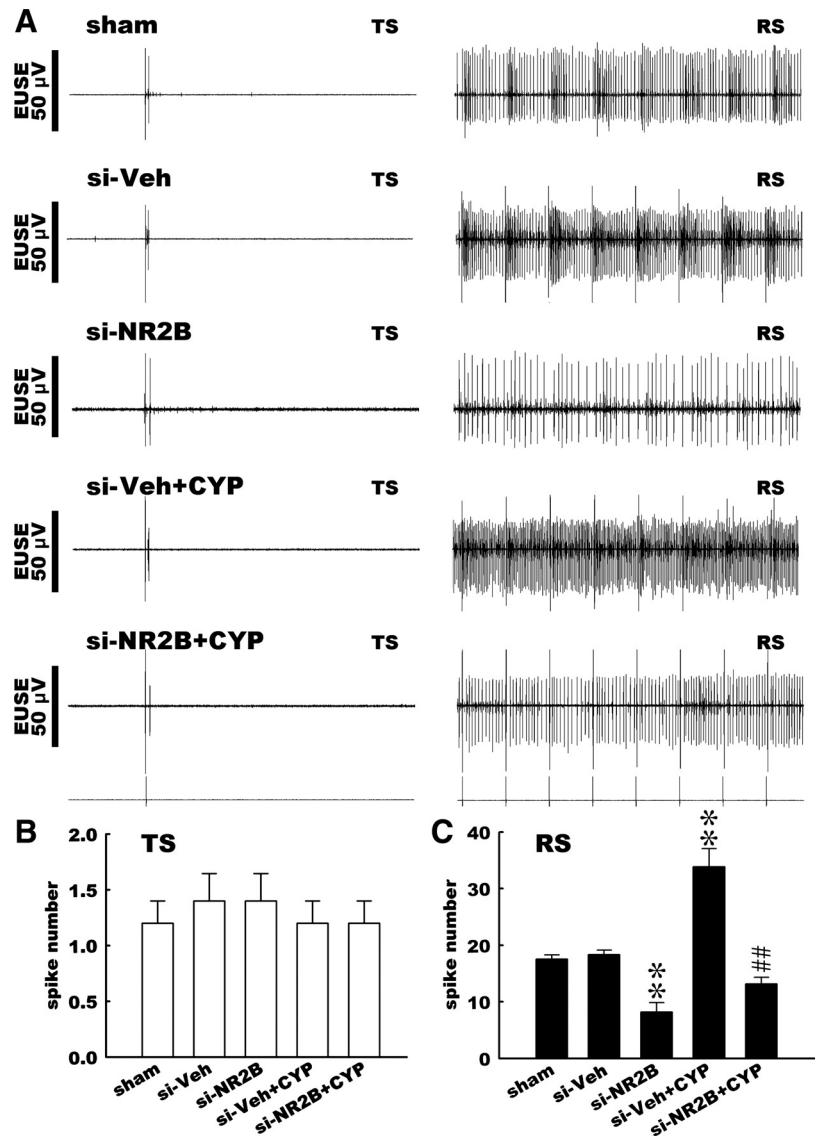 A
sham TS RS
EUSE
50 μV
si-Veh TS RS
EUSE
50 μV
si-NR2B TS RS
EUSE
50 μV
si-Veh+CYP TS RS
EUSE
50 μV
si-NR2B+CYP TS RS
EUSE
50 μV
B TS
spike number
2.0
1.5
1.0
0.5
0.0
sham
si-Veh
si-NR2B
si-Veh+CYP
si-NR2B+CYP
C RS
spike number
40
30
20
10
0
**
**
##
sham
si-Veh
si-NR2B
si-Veh+CYP
si-NR2B+CYP